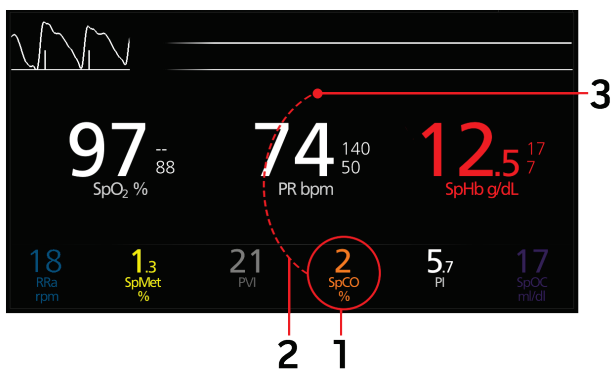 3
97 -- 88 74 140 50 12.5 17 7
SpO₂ % PR bpm SpHb g/dL
18 1.3 21 2 5.7 17
RRa SpMet PVI SpCO PI SpOC
rpm % % ml/dl
2 1